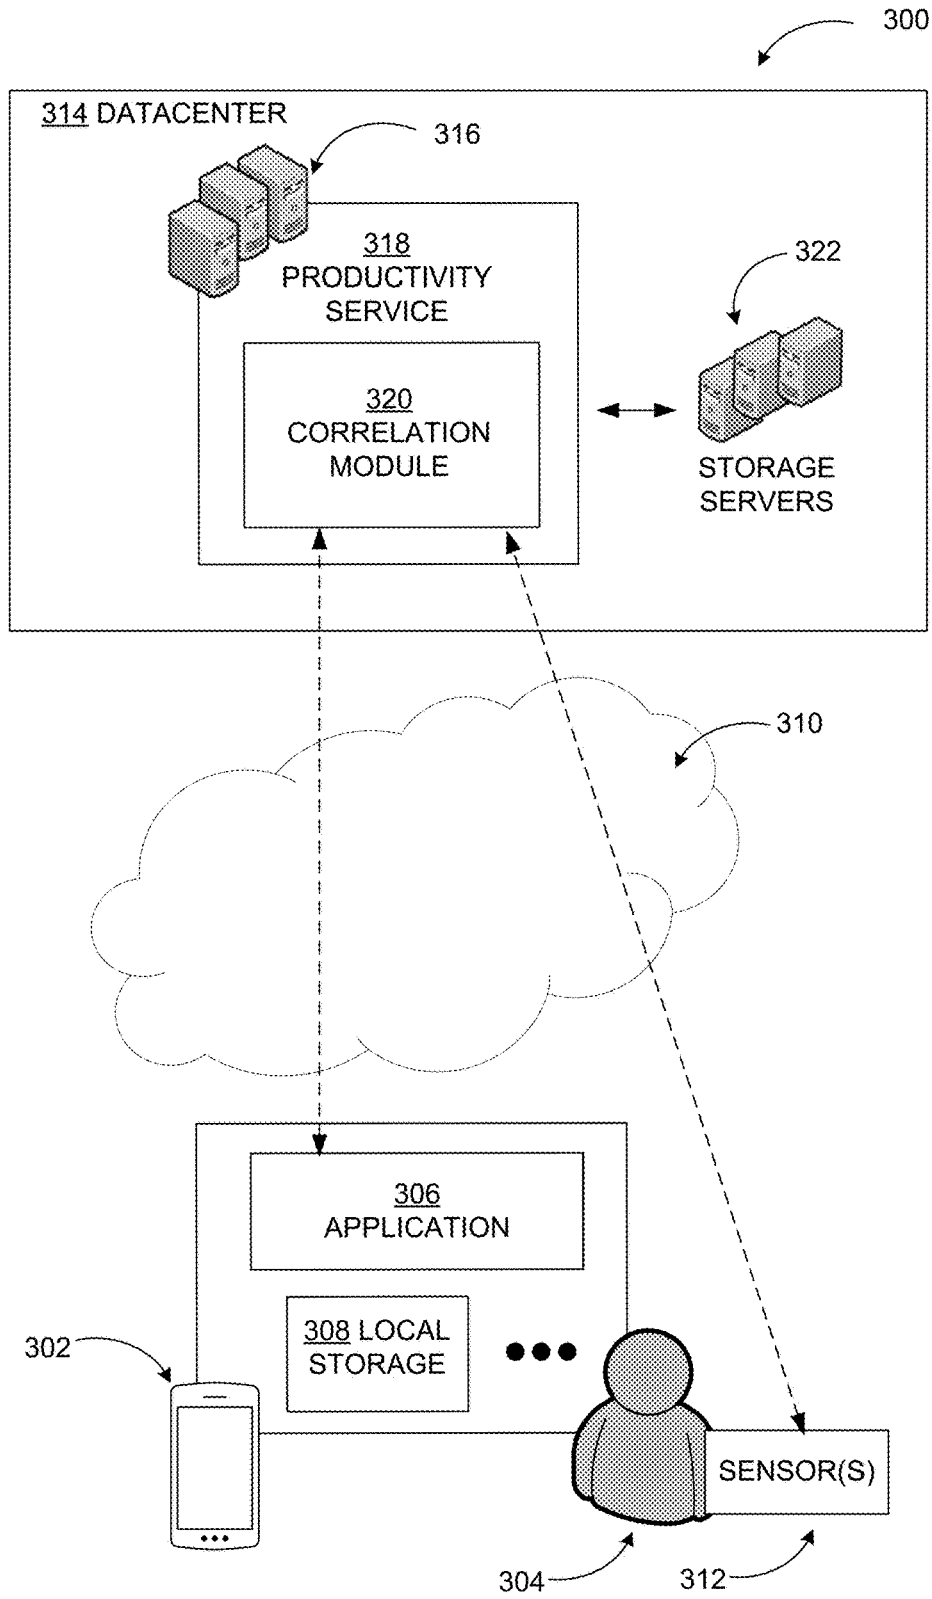 300
314 DATACENTER
316
318
PRODUCTIVITY
SERVICE
322
320
CORRELATION
MODULE
STORAGE
SERVERS
310
306
APPLICATION
308 LOCAL
STORAGE
302
SENSOR(S)
304
312